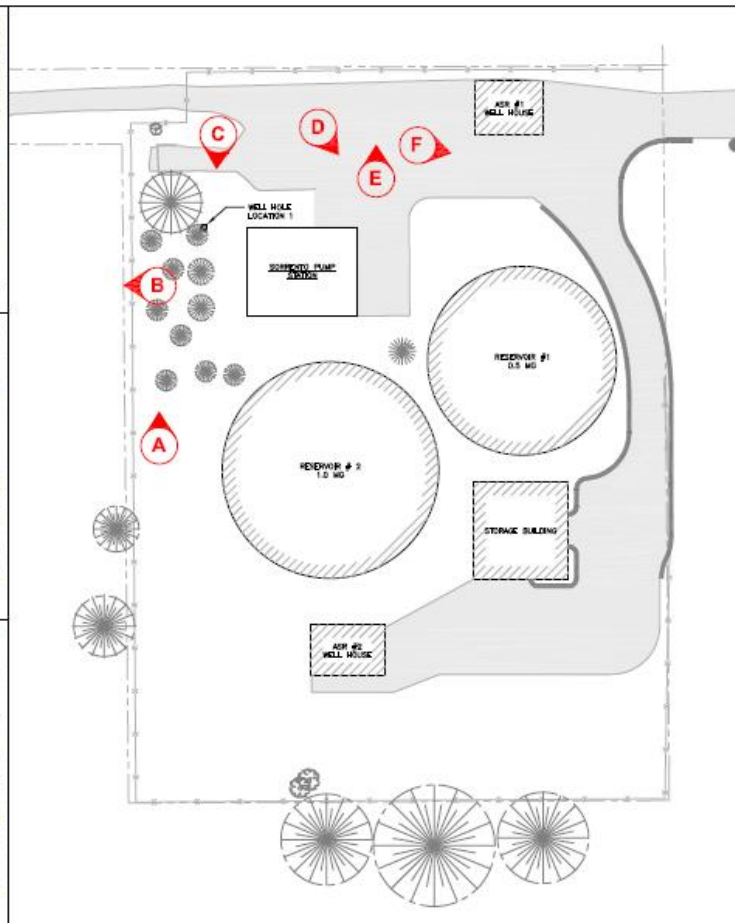 ASR #1
WELL HOUSE
D
C
F
E
WELL HOLE
LOCATION 1
SORRENTO PUMP
STATION
B
RESERVOIR #1
0.5 MG
A
RESERVOIR # 2
1.0 MG
STORAGE BUILDING
ASR #2
WELL HOUSE